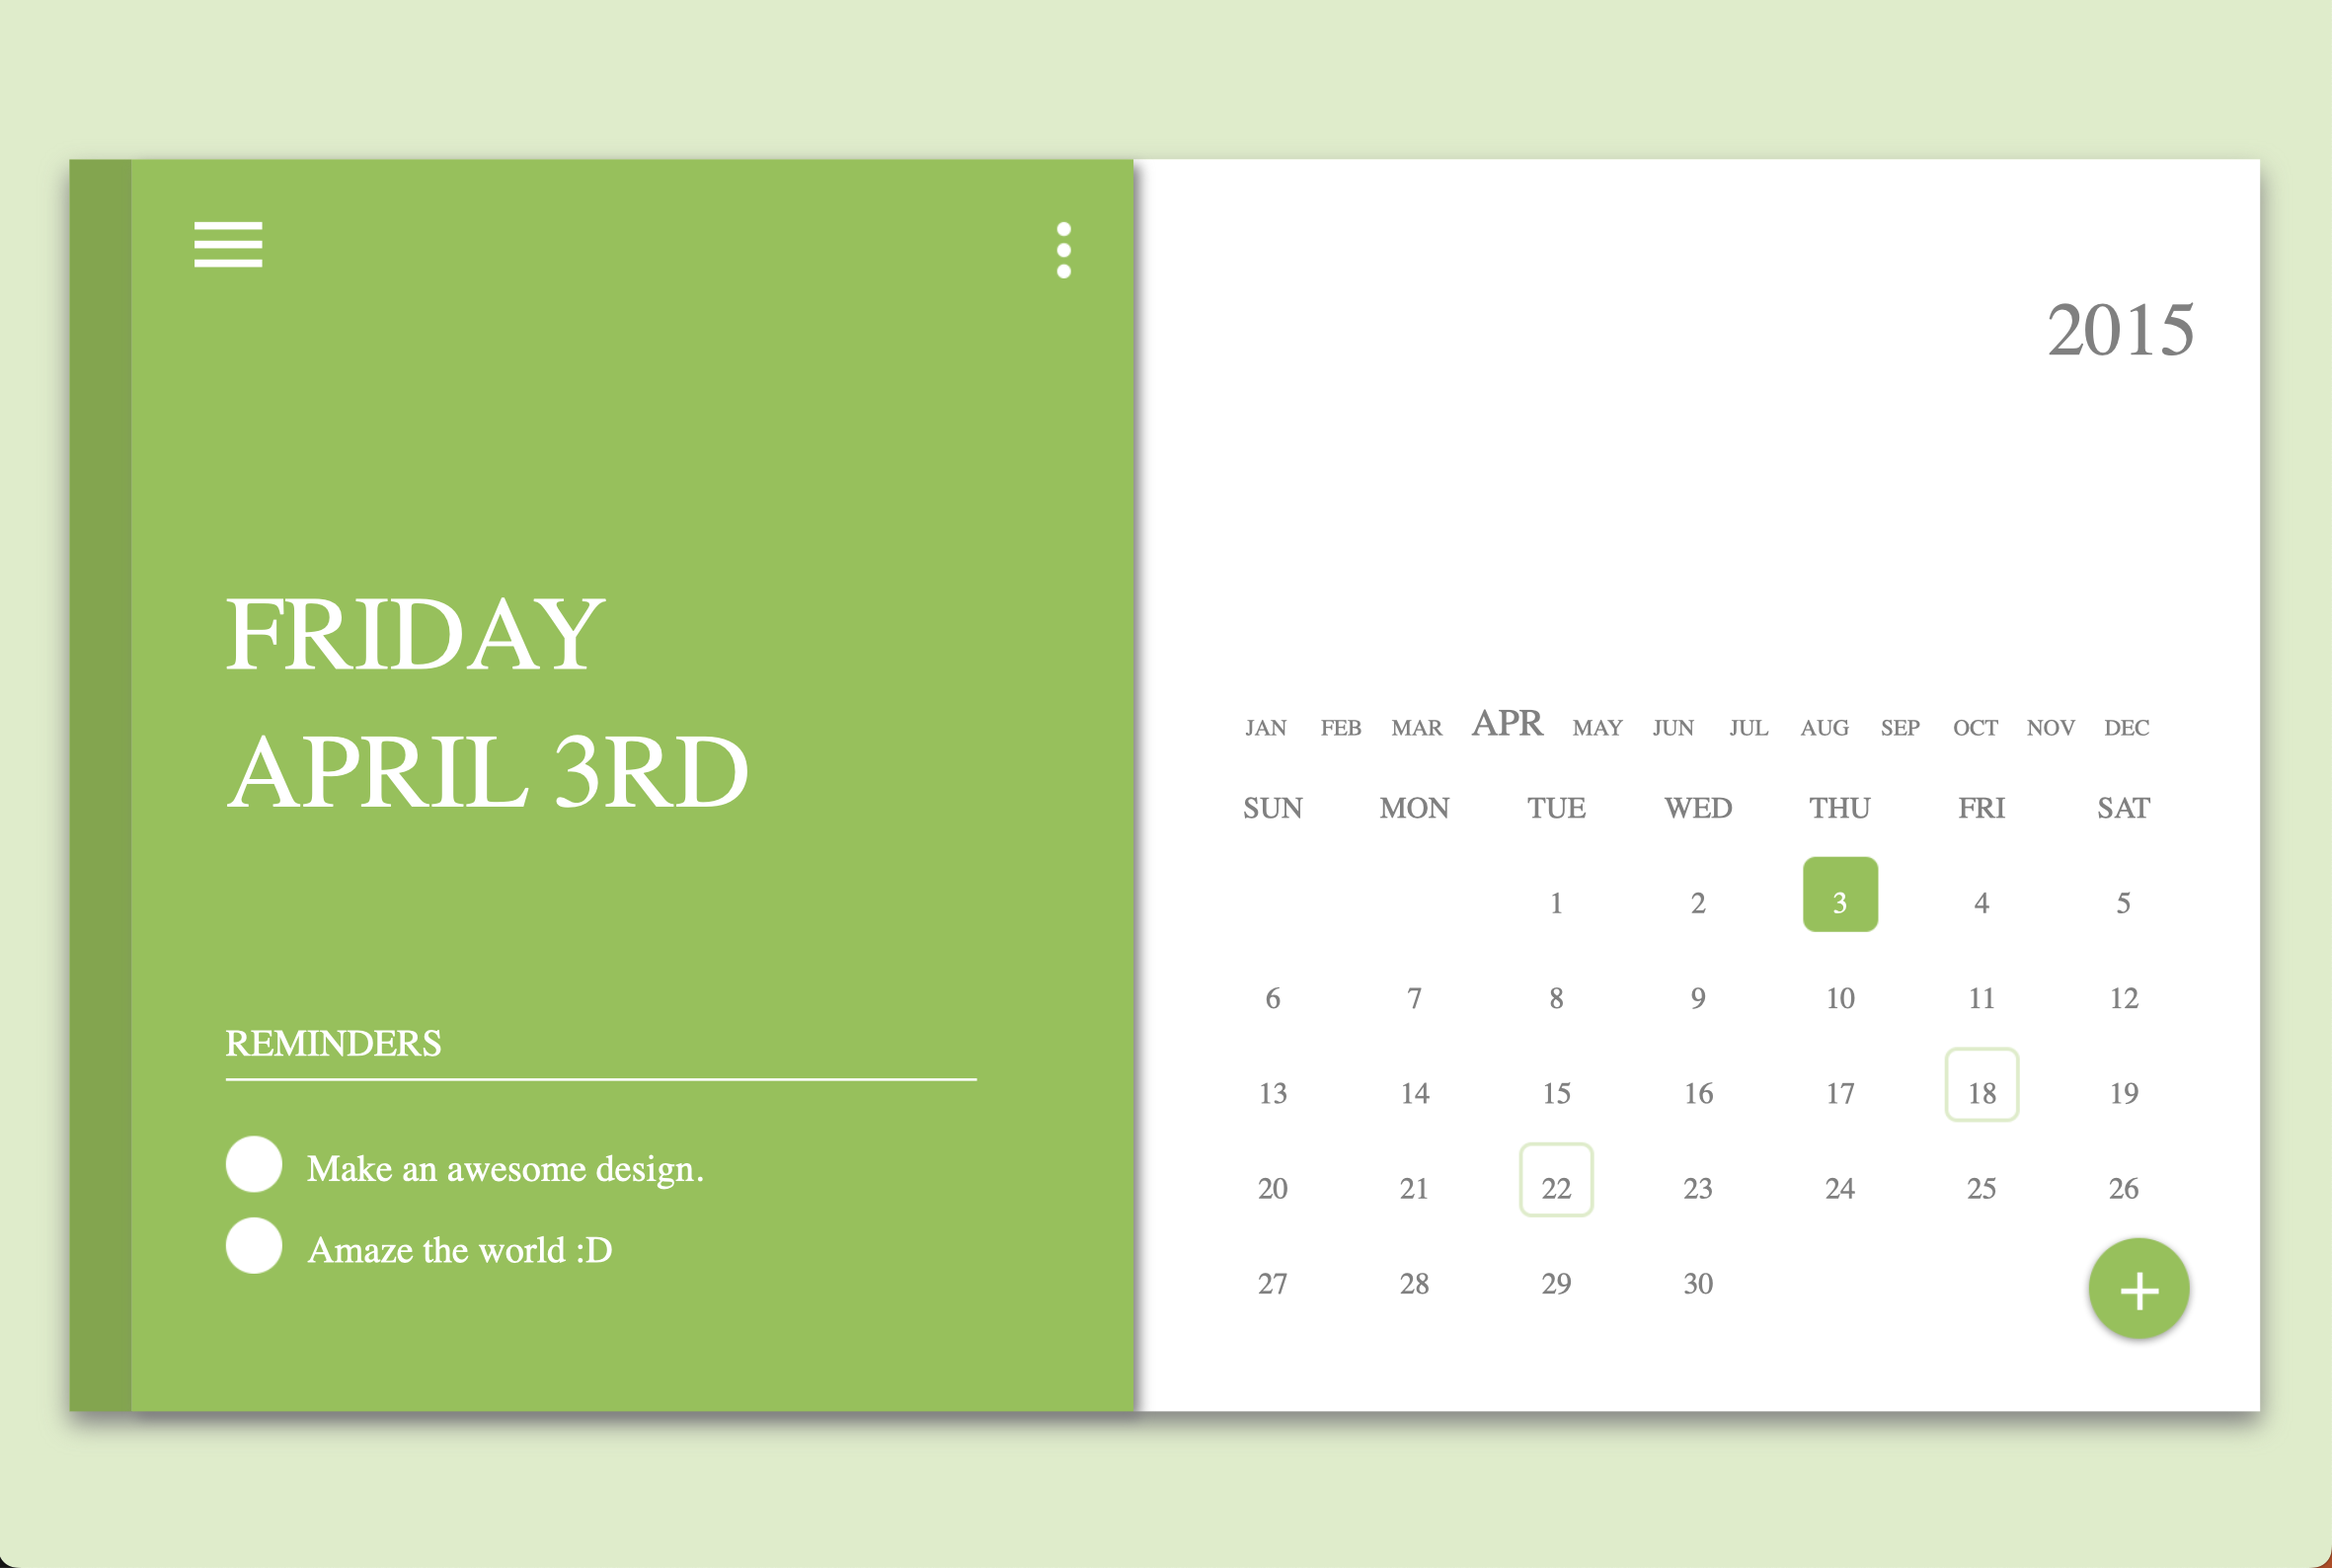 FRIDAY
APRIL 3RD
REMINDERS
Make an awesome design.
Amaze the world :D
2015
JAN FEB MAR APR MAY JUN JUL AUG SEP OCT NOV DEC
SUN MON TUE WED THU FRI SAT
1 2 3 4 5
6 7 8 9 10 11 12
13 14 15 16 17 18 19
20 21 22 23 24 25 26
27 28 29 30
+